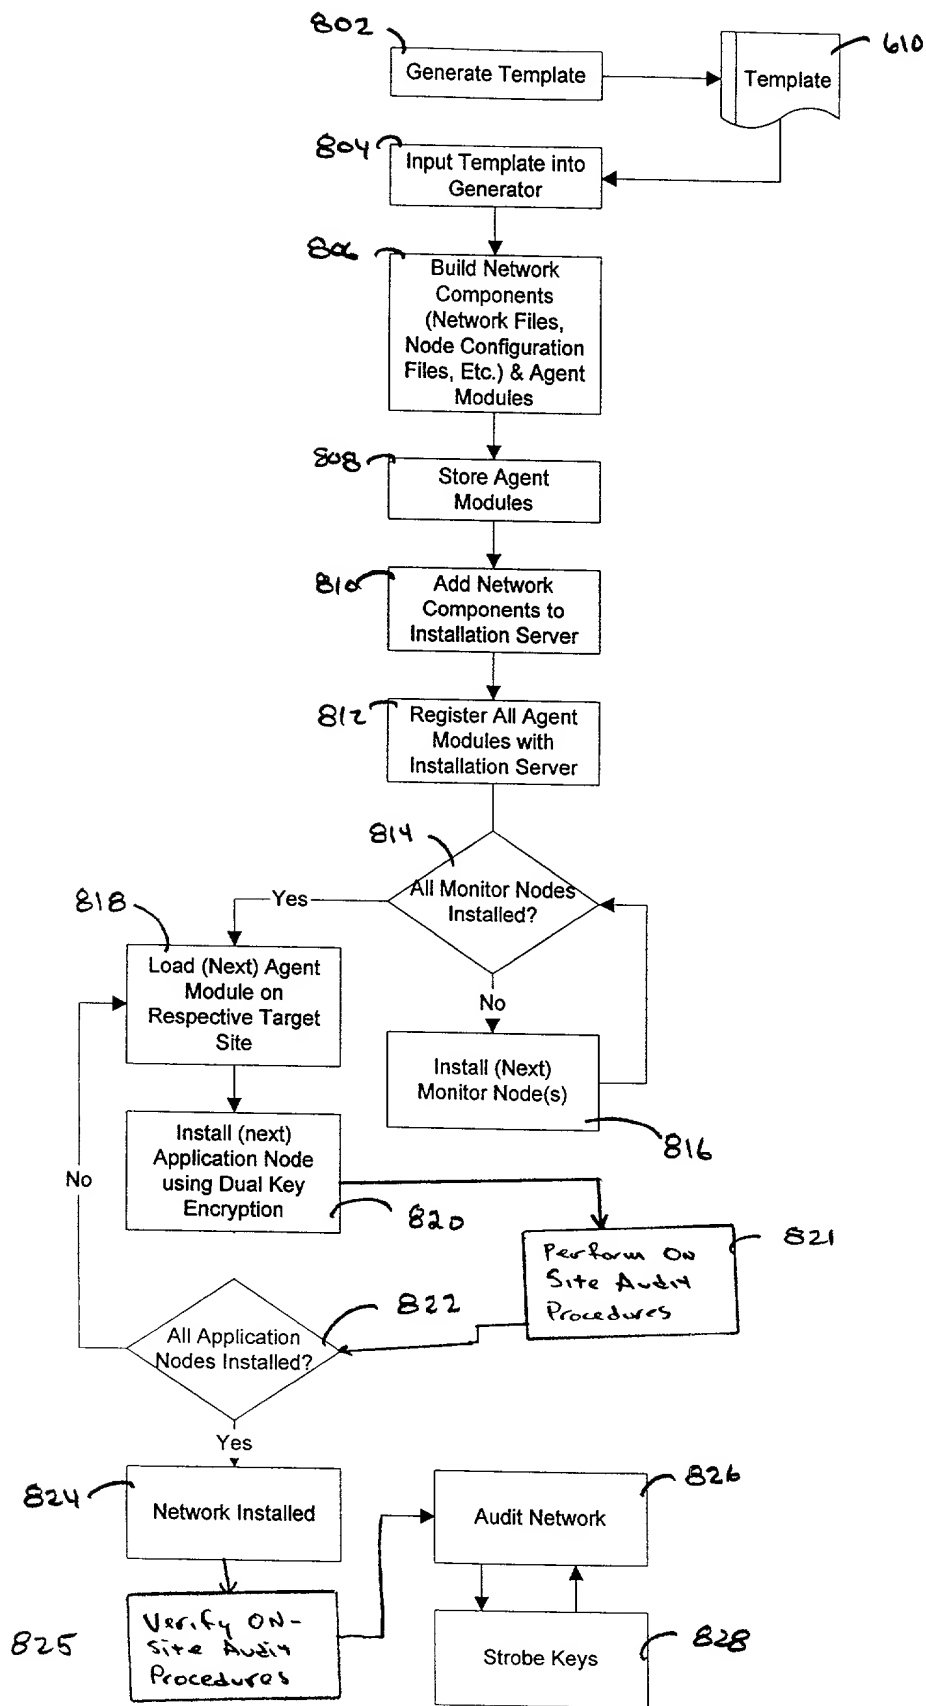 802
610
Generate Template
Template
804
Input Template into
Generator
806
Build Network
Components
(Network Files,
Node Configuration
Files, Etc.) & Agent
Modules
808
Store Agent
Modules
810
Add Network
Components to
Installation Server
812
Register All Agent
Modules with
Installation Server
814
All Monitor Nodes
Installed?
Yes
No
818
Load (Next) Agent
Module on
Respective Target
Site
Install (Next)
Monitor Node(s)
816
Install (next)
Application Node
using Dual Key
Encryption
No
820
Perform On
Site Audit
Procedures
821
822
All Application
Nodes Installed?
Yes
824
Network Installed
826
Audit Network
825
Verify ON-
Site Audit
Procedures
Strobe Keys
828